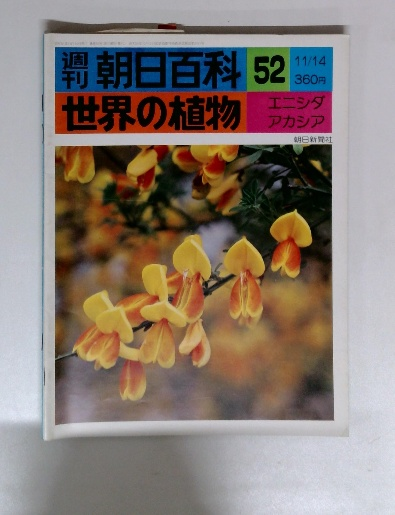 週刊 朝日百科 52 11/14 360円
世界の植物 エニシダ アカシア
朝日新聞社